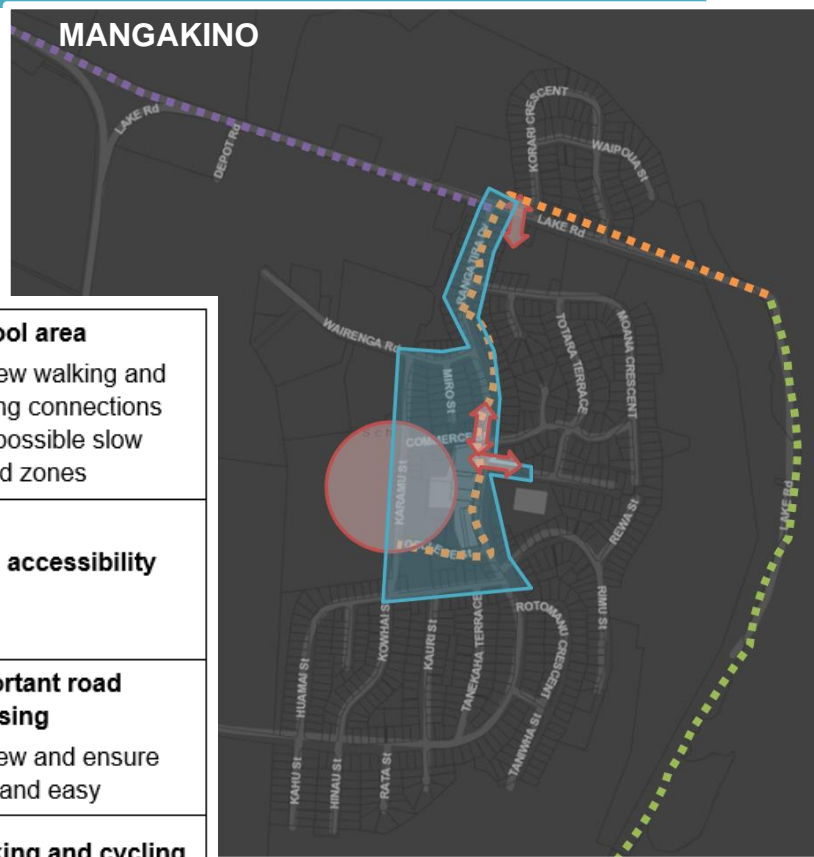 MANGAKINO
LAKE Rd
DEPOT Rd
KORARI CRESCENT
WAIPOUA St
LAKE Rd
RANGATIRA Dr
WAIRENGA Rd
MIRO St
TOTARA TERRACE
MOANA CRESCENT
COMMERCE
KARAMU St
LAKE Rd
REWA St
RIMU St
ROTOMANU CRESCENT
KOWHAI S
KAURI St
TANEKAHA TERRACE
HUAMAI St
TANIWHA St
KAHU St
HINAU St
RATA St
ool area
ew walking and
ng connections
possible slow
d zones
accessibility
ortant road
sing
ew and ensure
and easy
king and cycling